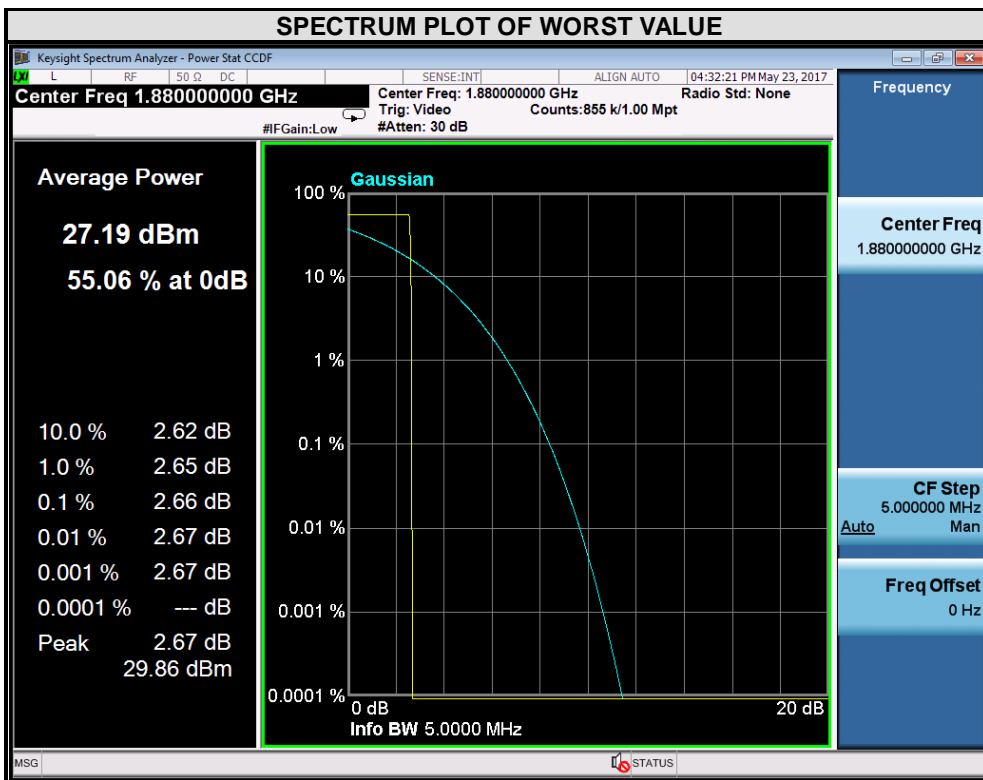 SPECTRUM PLOT OF WORST VALUE
Keysight Spectrum Analyzer - Power Stat CCDF
LXI L RF 50 Ω DC SENSE:INT ALIGN AUTO 04:32:21 PM May 23, 2017
Center Freq 1.880000000 GHz
Center Freq: 1.880000000 GHz Radio Std: None
Trig: Video Counts:855 k/1.00 Mpt
#IFGain:Low #Atten: 30 dB
Frequency
Center Freq
1.880000000 GHz
CF Step
5.000000 MHz
Auto Man
Freq Offset
0 Hz
Average Power
27.19 dBm
55.06 % at 0dB
10.0 % 2.62 dB
1.0 % 2.65 dB
0.1 % 2.66 dB
0.01 % 2.67 dB
0.001 % 2.67 dB
0.0001 % --- dB
Peak 2.67 dB
29.86 dBm
Gaussian
100 %
10 %
1 %
0.1 %
0.01 %
0.001 %
0.0001 %
0 dB 20 dB
Info BW 5.0000 MHz
MSG STATUS